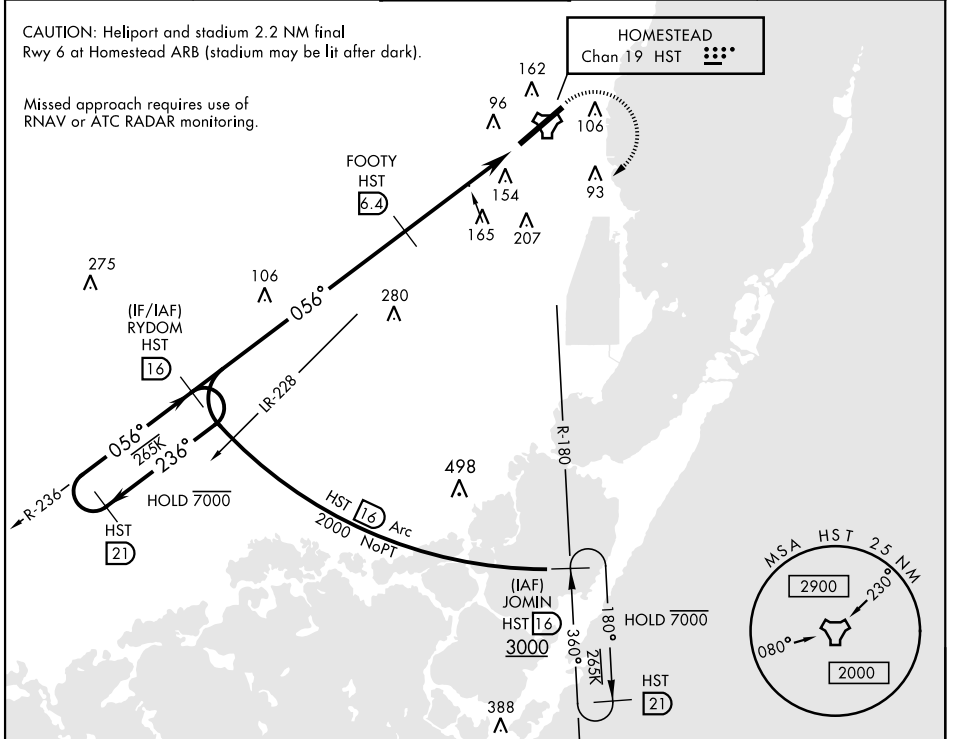 CAUTION: Heliport and stadium 2.2 NM final
Rwy 6 at Homestead ARB (stadium may be lit after dark).
Missed approach requires use of
RNAV or ATC RADAR monitoring.
HOMESTEAD
Chan 19 HST
162
96
106
FOOTY
HST
6.4
154
93
165
207
275
106
280
(IF/IAF)
RYDOM
HST
16
056°
LR-228
R-180
056°
265K
236°
R-236
HOLD 7000
HST
21
498
HST 16 Arc
2000 NoPT
(IAF)
JOMIN
HST 16
3000
360°
180°
265K
HOLD 7000
HST
21
388
MSA HST 25 NM
2900
230°
080°
2000